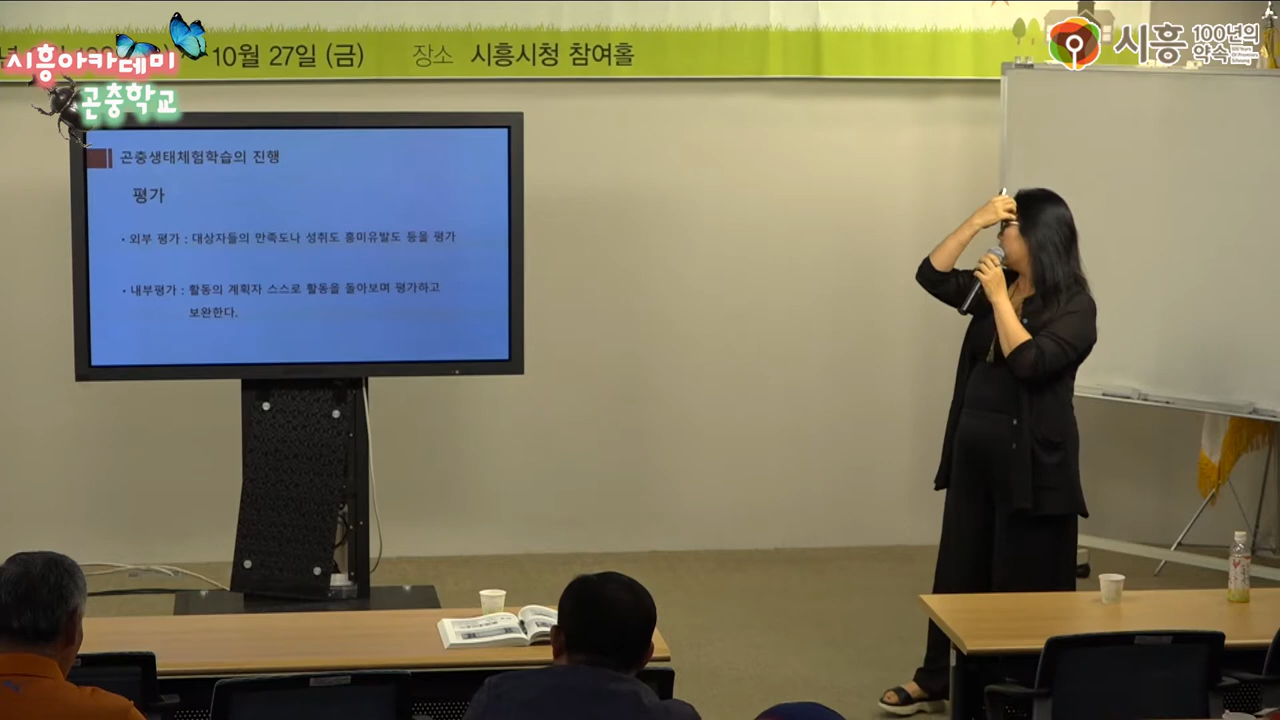 10월 27일 (금) 장소 시흥시청 참여홀
시흥아카데미
곤충학교
시흥 100년의 약속
곤충생태체험학습의 진행
평가
• 외부 평가 : 대상자들의 만족도나 성취도 흥미유발도 등을 평가
• 내부평가 : 활동의 계획자 스스로 활동을 돌아보며 평가하고
보완한다.